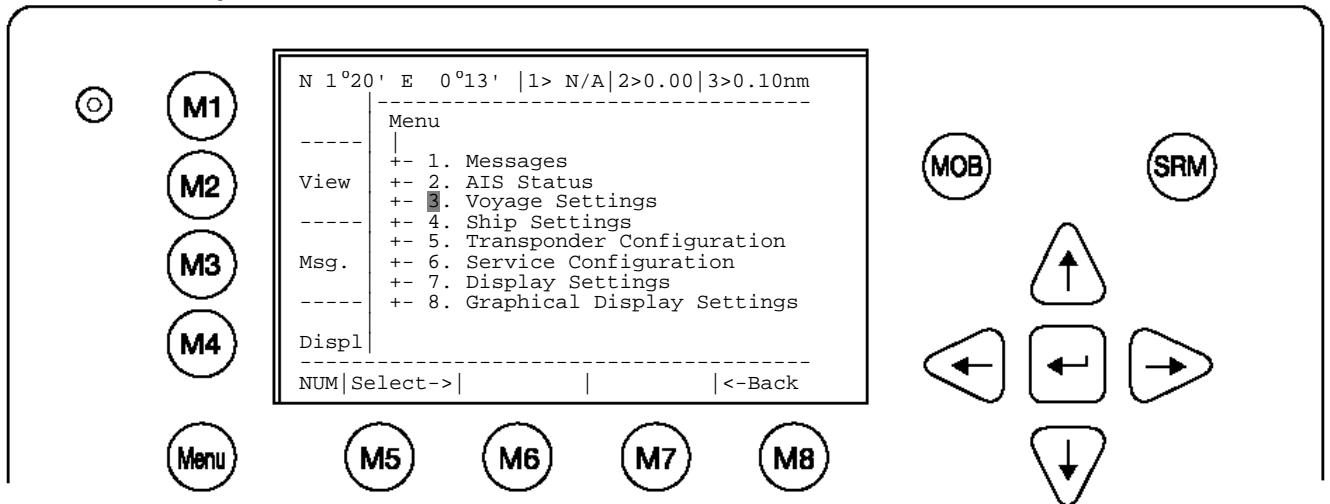 N 1°20' E 0°13' |1> N/A|2>0.00|3>0.10nm
Menu
1. Messages
2. AIS Status
3. Voyage Settings
4. Ship Settings
5. Transponder Configuration
6. Service Configuration
7. Display Settings
8. Graphical Display Settings
View
Msg.
Displ
NUM|Select->| | |<-Back
M1
M2
M3
M4
Menu
M5
M6
M7
M8
MOB
SRM